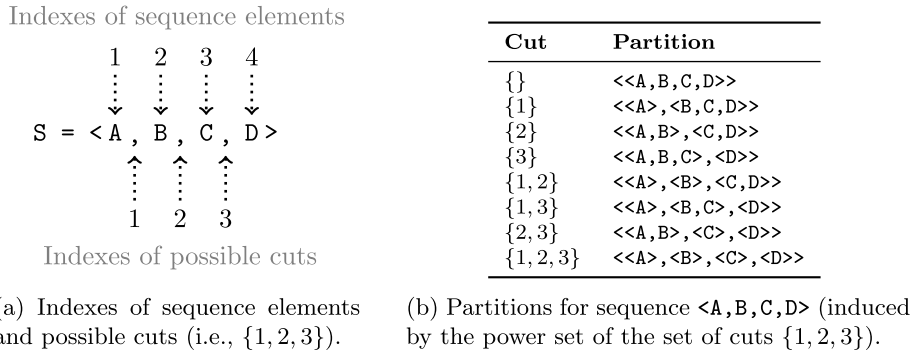 Indexes of sequence elements
1 2 3 4
S = <A, B, C, D>
1 2 3
Indexes of possible cuts
(a) Indexes of sequence elements
and possible cuts (i.e., {1, 2, 3}).
Cut Partition
{} <<A,B,C,D>>
{1} <<A>,<B,C,D>>
{2} <<A,B>,<C,D>>
{3} <<A,B,C>,<D>>
{1, 2} <<A>,<B>,<C,D>>
{1, 3} <<A>,<B,C>,<D>>
{2, 3} <<A,B>,<C>,<D>>
{1, 2, 3} <<A>,<B>,<C>,<D>>
(b) Partitions for sequence <A,B,C,D> (induced
by the power set of the set of cuts {1, 2, 3}).